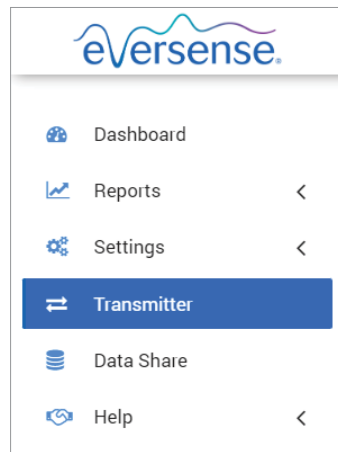 eversense.
Dashboard
Reports
Settings
Transmitter
Data Share
Help